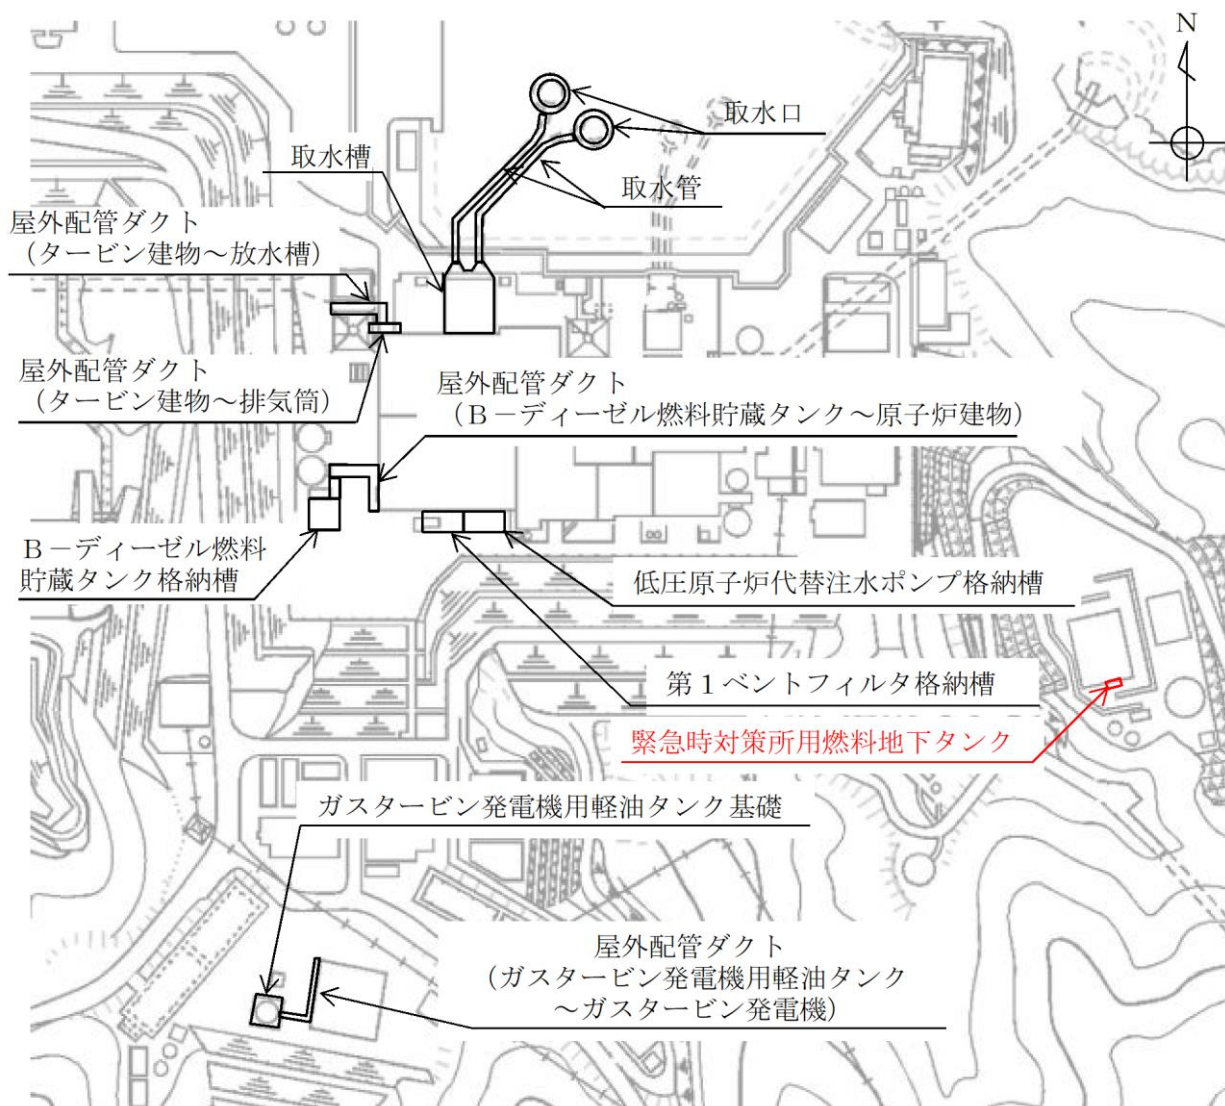 N
取水口
取水槽
取水管
屋外配管ダクト
（タービン建物～放水槽）
屋外配管ダクト
（タービン建物～排気筒）
屋外配管ダクト
（Ｂ－ディーゼル燃料貯蔵タンク～原子炉建物）
Ｂ－ディーゼル燃料
貯蔵タンク格納槽
低圧原子炉代替注水ポンプ格納槽
第１ベントフィルタ格納槽
緊急時対策所用燃料地下タンク
ガスタービン発電機用軽油タンク基礎
屋外配管ダクト
（ガスタービン発電機用軽油タンク
～ガスタービン発電機）